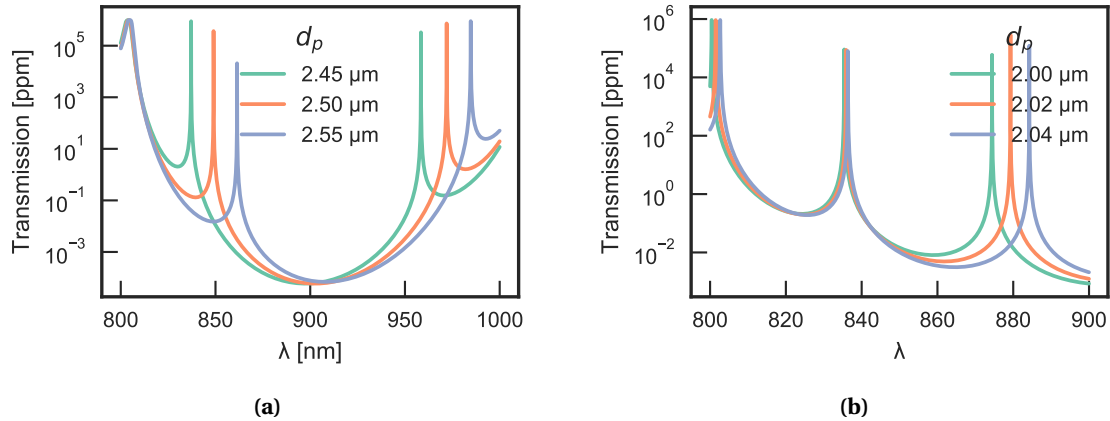 Transmission [ppm]
10^5
10^3
10^1
10^−1
10^−3
d_p
2.45 µm
2.50 µm
2.55 µm
800 850 900 950 1000
λ [nm]
(a)
Transmission [ppm]
10^6
10^4
10^2
10^0
10^−2
d_p
2.00 µm
2.02 µm
2.04 µm
800 820 840 860 880 900
λ
(b)